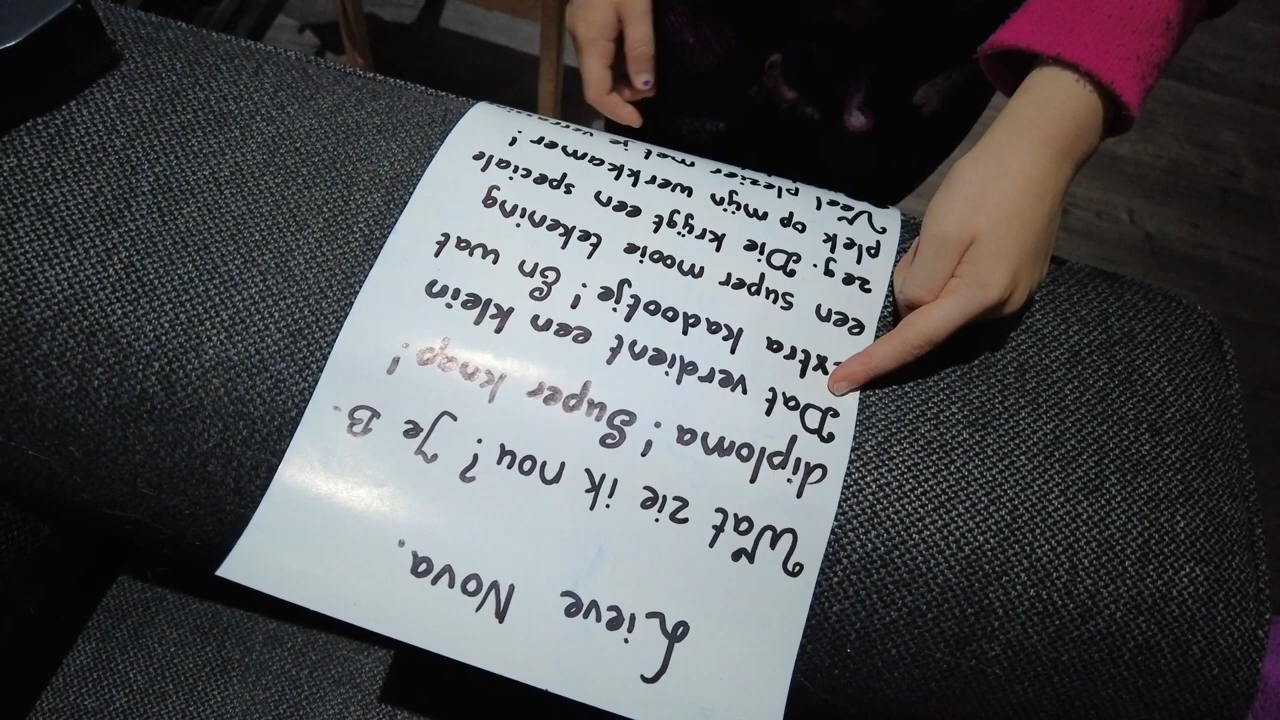 Lieve Nova.
Wat zie ik nou? Je B.
diploma! Super knap!
Dat verdient een klein
extra kadootje! En wat
een super mooie tekening
zeg. Die krijgt een speciale
plek op mijn werkkamer!
Veel plezier met je